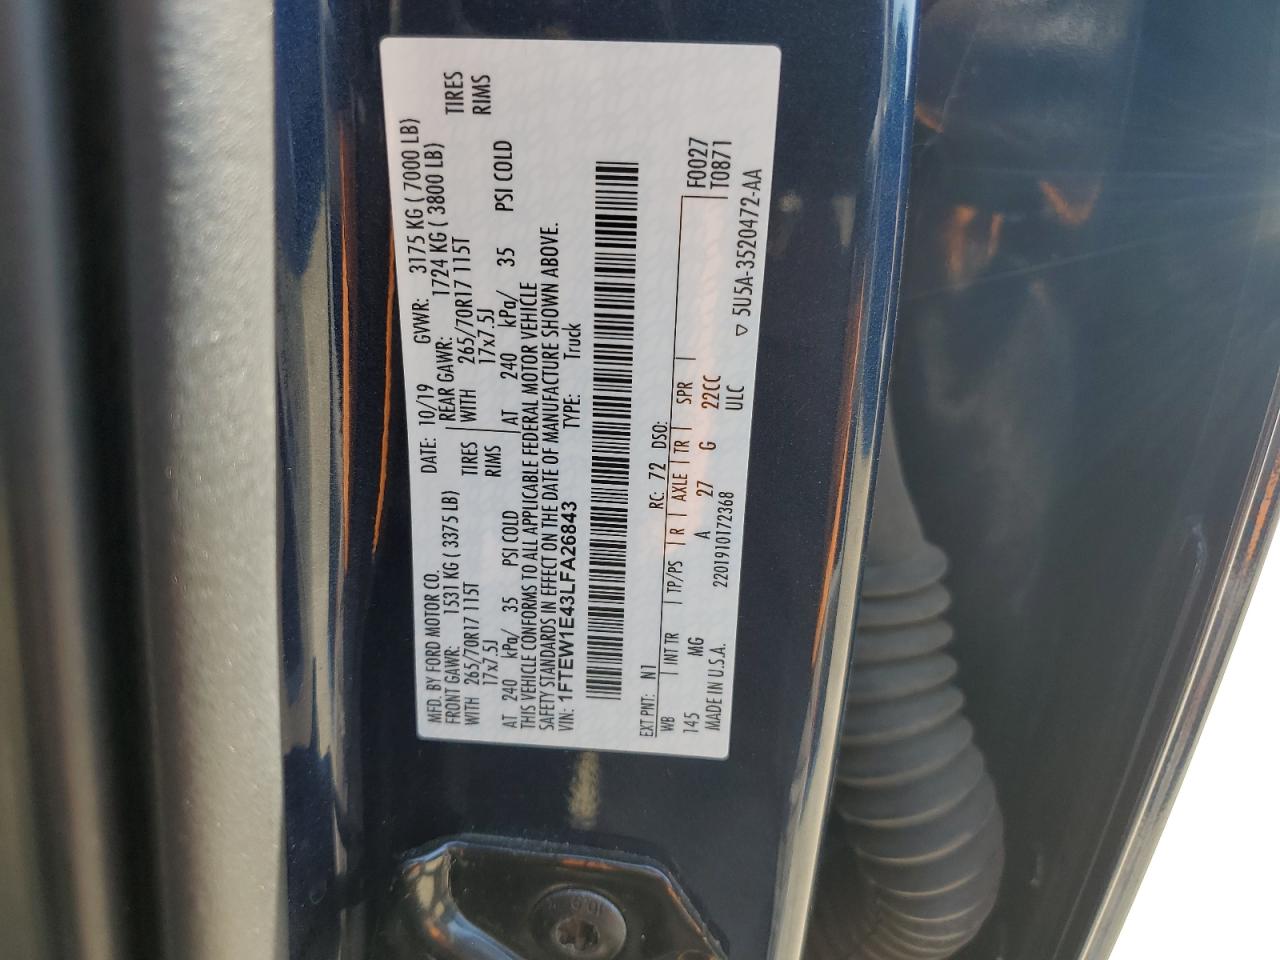 MFD. BY FORD MOTOR CO. DATE: 10/19 GVWR: 3175 KG ( 7000 LB)
FRONT GAWR: 1531 KG ( 3375 LB) REAR GAWR: 1724 KG ( 3800 LB)
WITH 265/70R17 115T TIRES WITH 265/70R17 115T TIRES
17x7.5J RIMS 17x7.5J RIMS
AT 240 kPa/ 35 PSI COLD AT 240 kPa/ 35 PSI COLD
THIS VEHICLE CONFORMS TO ALL APPLICABLE FEDERAL MOTOR VEHICLE
SAFETY STANDARDS IN EFFECT ON THE DATE OF MANUFACTURE SHOWN ABOVE.
VIN: 1FTEW1E43LFA26843 TYPE: Truck
EXT PNT: N1 RC: 72 DSO:
WB INT TR TP/PS R AXLE TR SPR F0027
145 MG A 27 G 22CC T0871
MADE IN U.S.A. 2201910172368 ULC ▽ 5U5A-3520472-AA